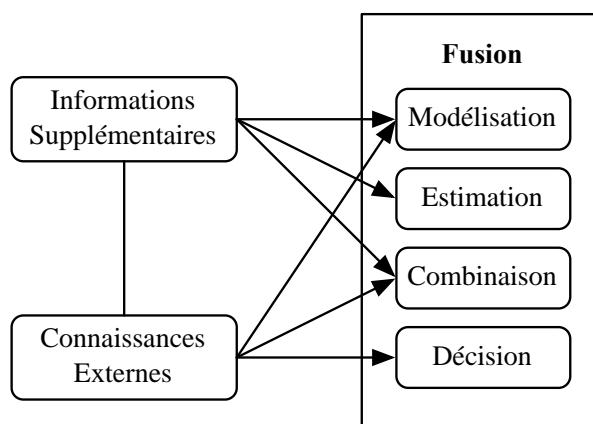 Fusion
Informations
Supplémentaires
Modélisation
Estimation
Combinaison
Connaissances
Externes
Décision